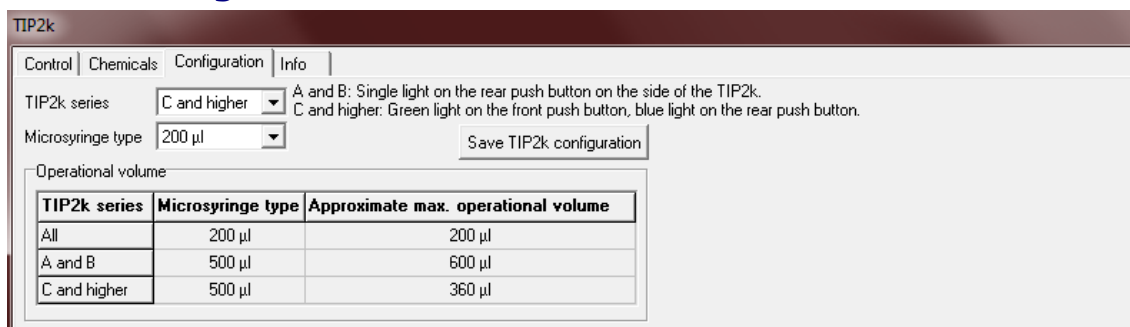 TIP2k
Control Chemicals Configuration Info
TIP2k series C and higher A and B: Single light on the rear push button on the side of the TIP2k.
C and higher: Green light on the front push button, blue light on the rear push button.
Microsyringe type 200 µl Save TIP2k configuration
Operational volume
TIP2k series Microsyringe type Approximate max. operational volume
All 200 µl 200 µl
A and B 500 µl 600 µl
C and higher 500 µl 360 µl